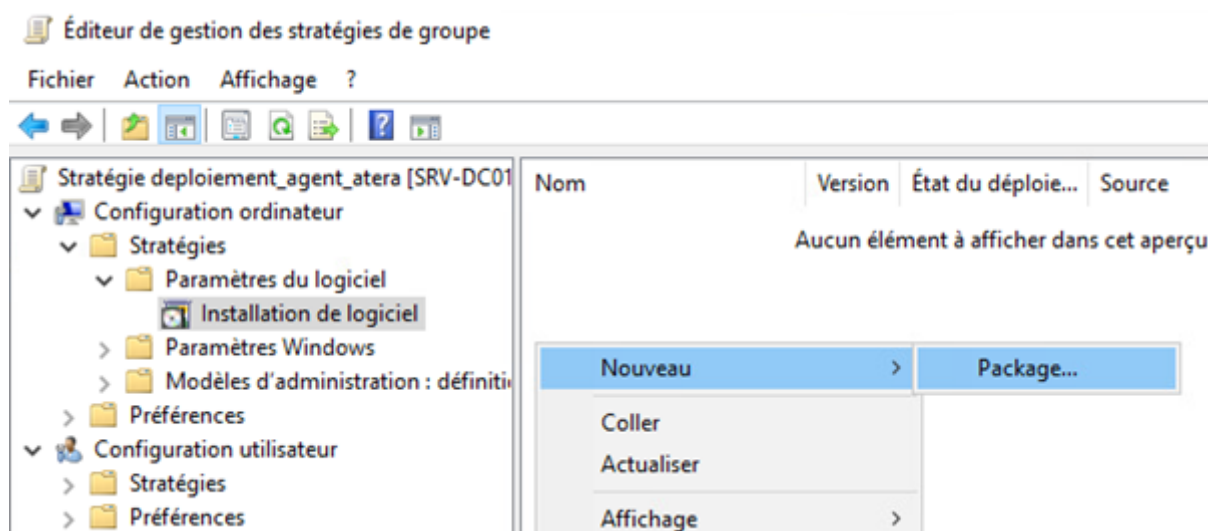 Éditeur de gestion des stratégies de groupe
Fichier Action Affichage ?
Stratégie deploiement_agent_atera [SRV-DC01
Nom Version État du déploie... Source
Configuration ordinateur
Aucun élément à afficher dans cet aperçu
Stratégies
Paramètres du logiciel
Installation de logiciel
Paramètres Windows
Modèles d'administration : définiti
Préférences
Configuration utilisateur
Stratégies
Préférences
Nouveau
Package...
Coller
Actualiser
Affichage